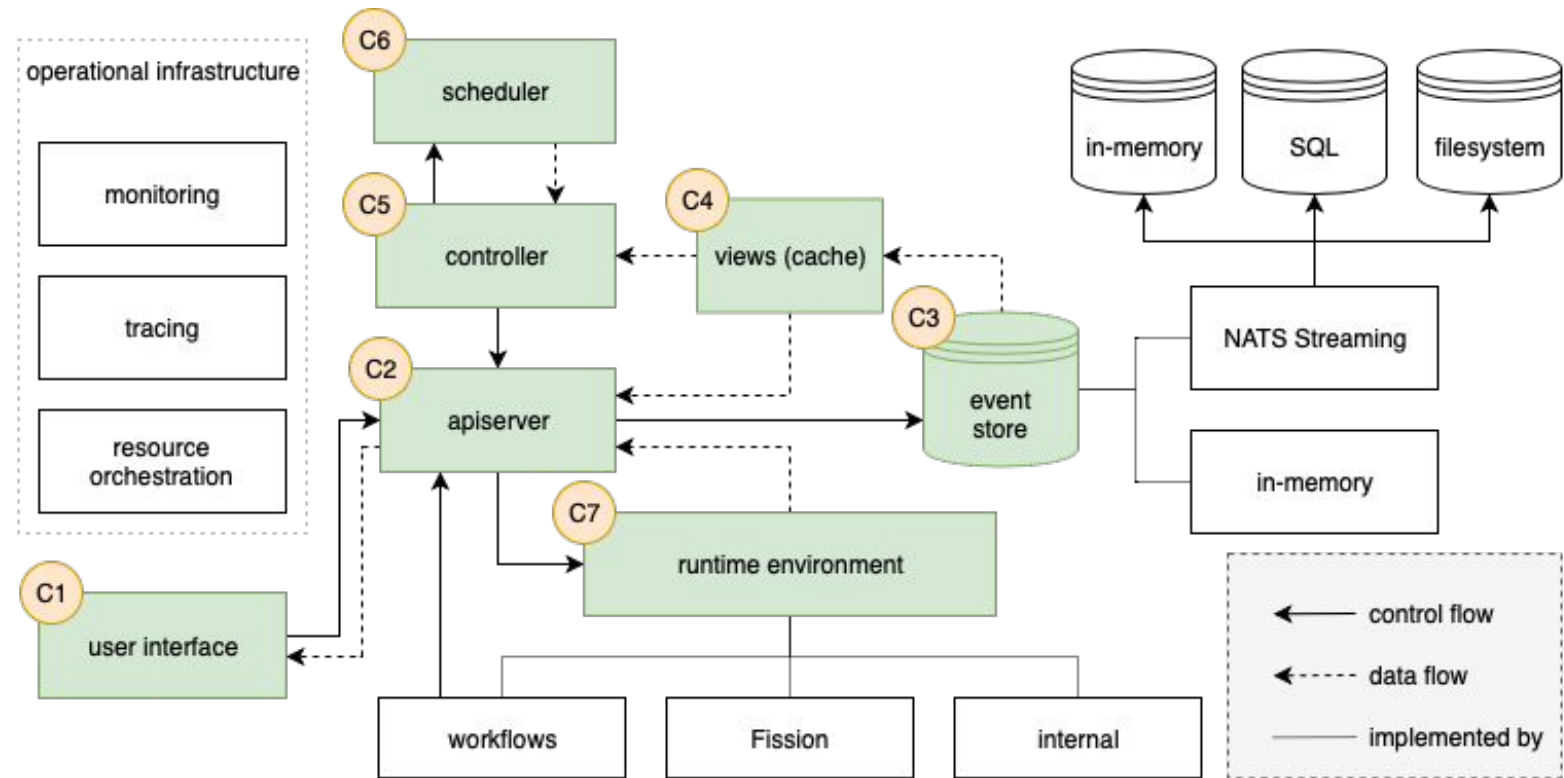 operational infrastructure
monitoring
tracing
resource
orchestration
C6
scheduler
C5
controller
C4
views (cache)
C3
event
store
C2
apiserver
C7
runtime environment
C1
user interface
workflows
Fission
internal
in-memory
SQL
filesystem
NATS Streaming
in-memory
control flow
data flow
implemented by